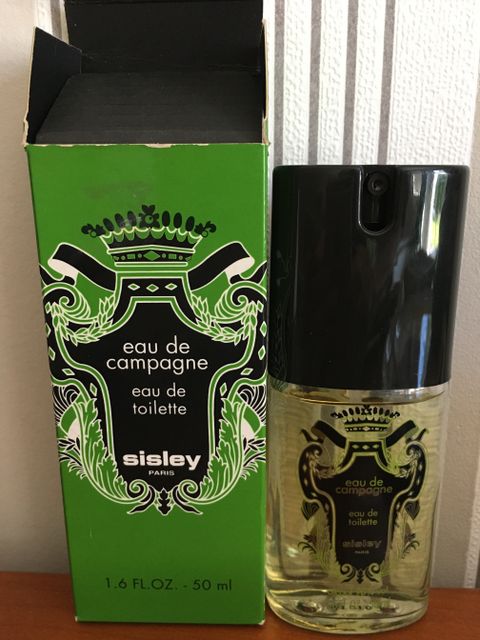 eau de
campagne
eau de
toilette
sisley
PARIS
1.6 FL.OZ. - 50 ml
eau de
campagne
eau de
toilette
sisley
PARIS